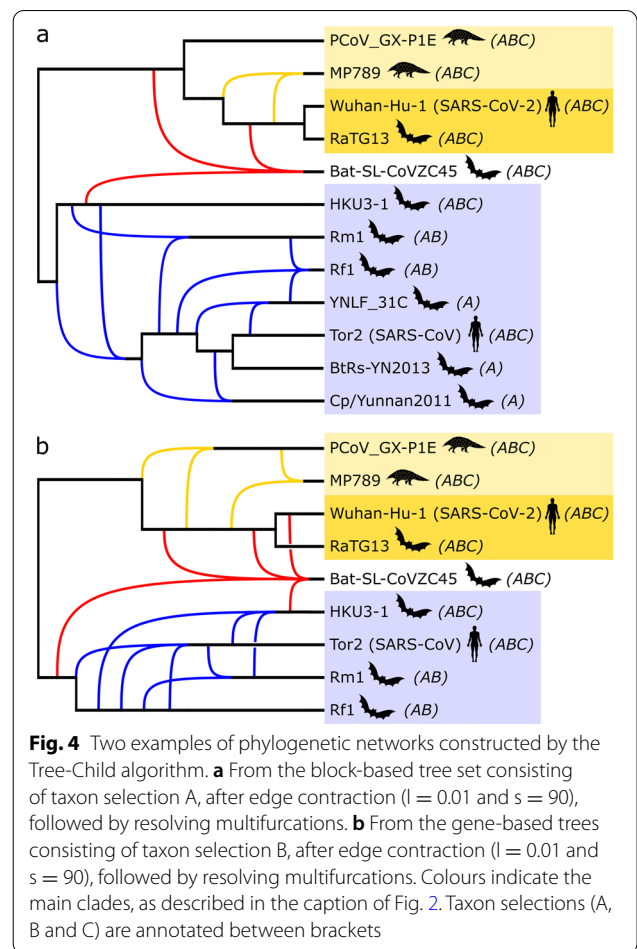 a
PCoV_GX-P1E (ABC)
MP789 (ABC)
Wuhan-Hu-1 (SARS-CoV-2) (ABC)
RaTG13 (ABC)
Bat-SL-CoVZC45 (ABC)
HKU3-1 (ABC)
Rm1 (AB)
Rf1 (AB)
YNLF_31C (A)
Tor2 (SARS-CoV) (ABC)
BtRs-YN2013 (A)
Cp/Yunnan2011 (A)
b
PCoV_GX-P1E (ABC)
MP789 (ABC)
Wuhan-Hu-1 (SARS-CoV-2) (ABC)
RaTG13 (ABC)
Bat-SL-CoVZC45 (ABC)
HKU3-1 (ABC)
Tor2 (SARS-CoV) (ABC)
Rm1 (AB)
Rf1 (AB)
Fig. 4 Two examples of phylogenetic networks constructed by the
Tree-Child algorithm. a From the block-based tree set consisting
of taxon selection A, after edge contraction (l = 0.01 and s = 90),
followed by resolving multifurcations. b From the gene-based trees
consisting of taxon selection B, after edge contraction (l = 0.01 and
s = 90), followed by resolving multifurcations. Colours indicate the
main clades, as described in the caption of Fig. 2. Taxon selections (A,
B and C) are annotated between brackets